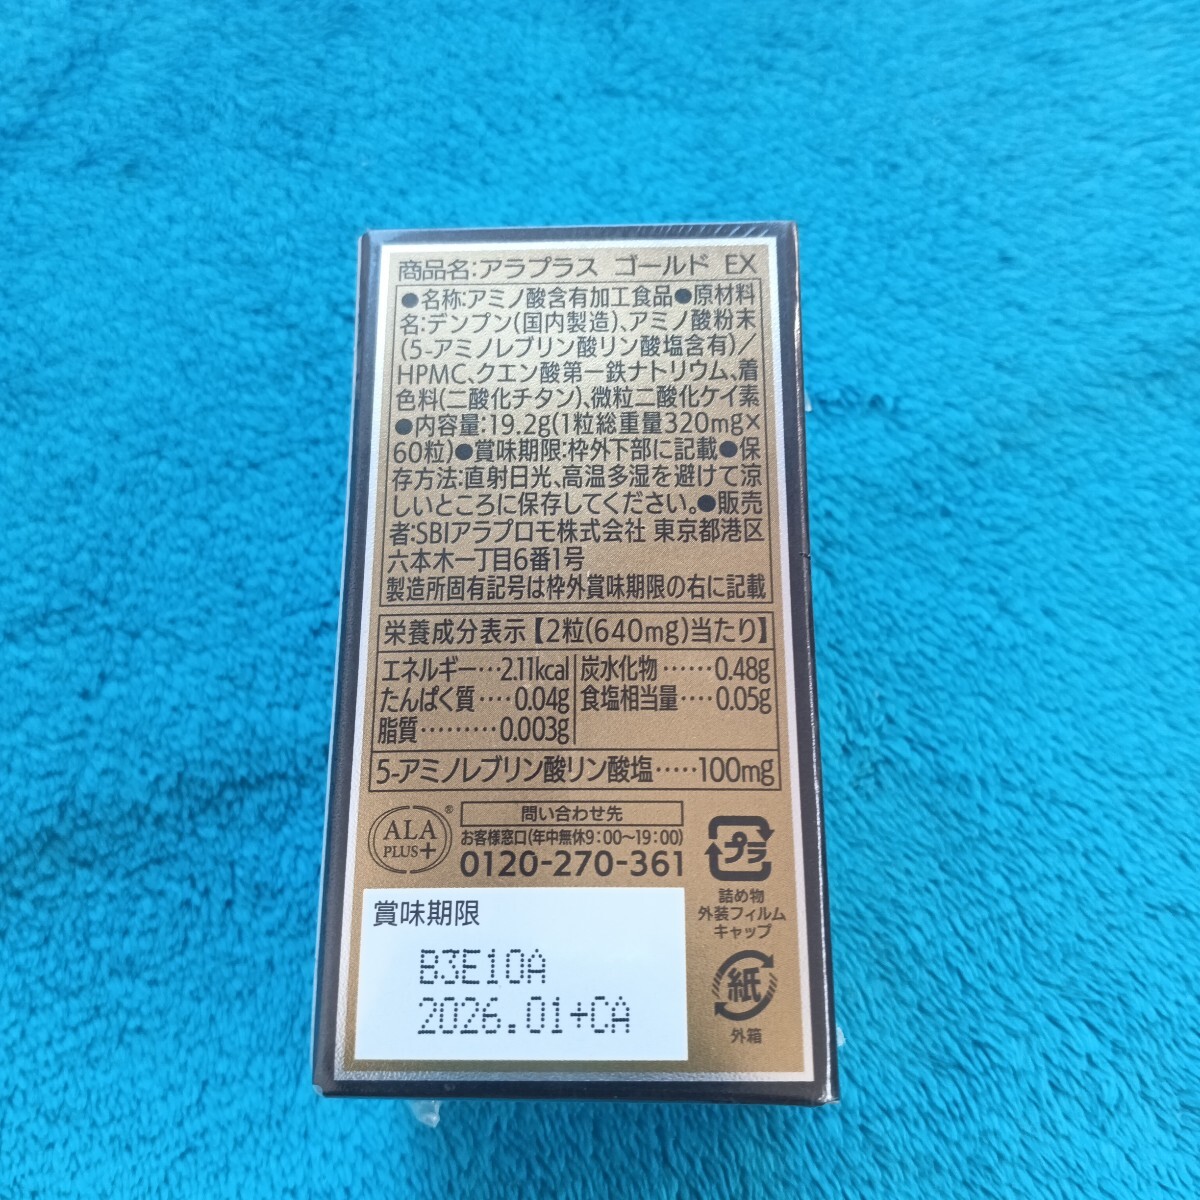 商品名:アラプラス ゴールド EX
●名称:アミノ酸含有加工食品●原材料
名:デンプン(国内製造)、アミノ酸粉末
(5-アミノレブリン酸リン酸塩含有)/
HPMC、クエン酸第一鉄ナトリウム、着
色料(二酸化チタン)、微粒二酸化ケイ素
●内容量:19.2g(1粒総重量320mg×
60粒)●賞味期限:枠外下部に記載●保
存方法:直射日光、高温多湿を避けて涼
しいところに保存してください。●販売
者:SBIアラプロモ株式会社 東京都港区
六本木一丁目6番1号
製造所固有記号は枠外賞味期限の右に記載
栄養成分表示【2粒(640mg)当たり】
エネルギー…2.11kcal
たんぱく質‥‥0.04g
脂質………0.003g
炭水化物……0.48g
食塩相当量‥‥0.05g
5-アミノレブリン酸リン酸塩‥‥‥100mg
ALA
PLUS+
®
問い合わせ先
お客様窓口(年中無休9:00〜19:00)
0120-270-361
プラ
詰め物
外装フィルム
キャップ
紙
外箱
賞味期限
B3E10A
2026.01+CA